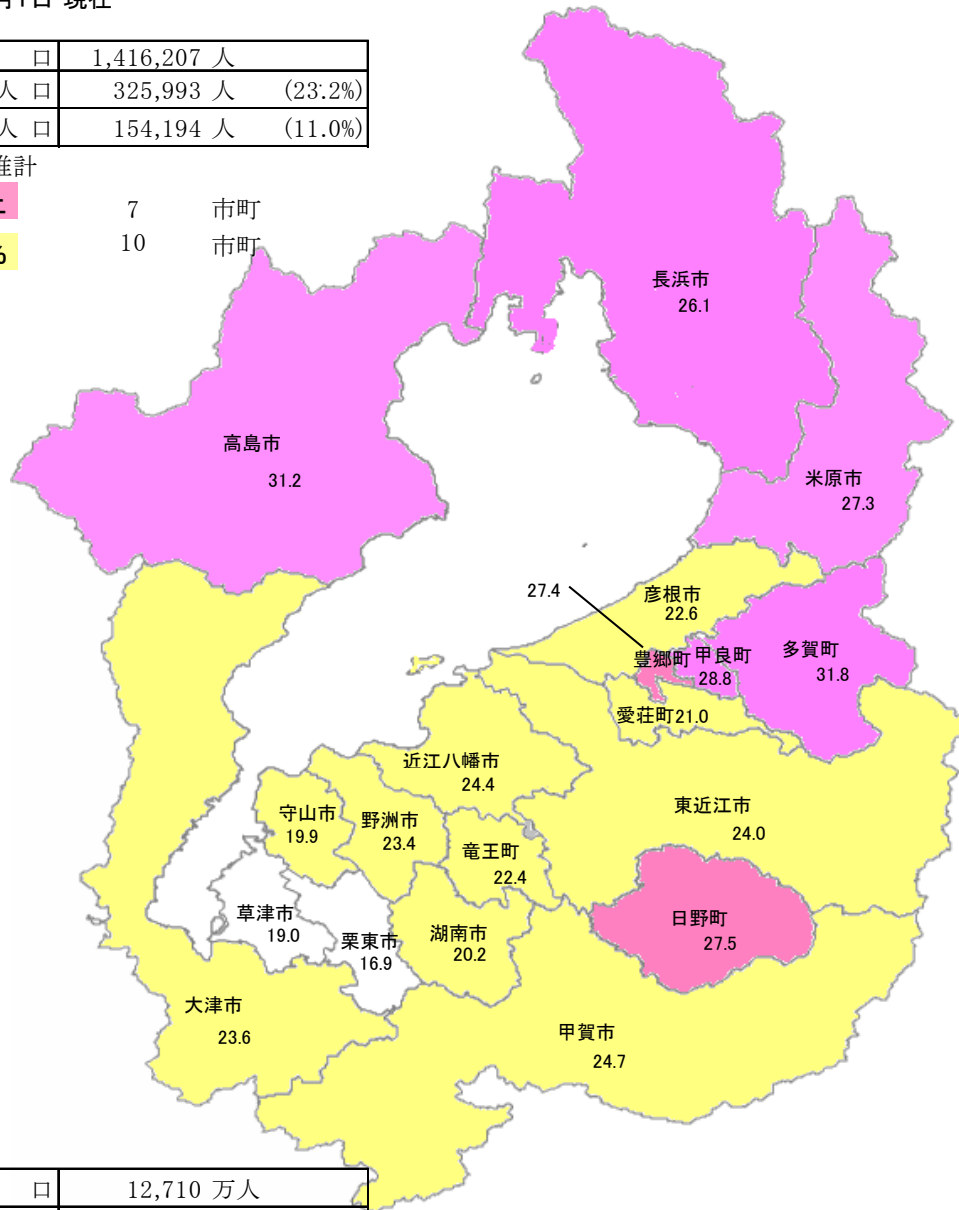 月1日 現在
口 1,416,207 人
人 口 325,993 人 (23.2%)
人 口 154,194 人 (11.0%)
推計
上 7 市町
% 10 市町
長浜市
26.1
高島市
31.2
米原市
27.3
27.4
彦根市
22.6
豊郷町
甲良町
28.8
多賀町
31.8
愛荘町21.0
近江八幡市
24.4
東近江市
24.0
守山市
19.9
野洲市
23.4
竜王町
22.4
草津市
19.0
栗東市
16.9
湖南市
20.2
日野町
27.5
大津市
23.6
甲賀市
24.7
口 12,710 万人